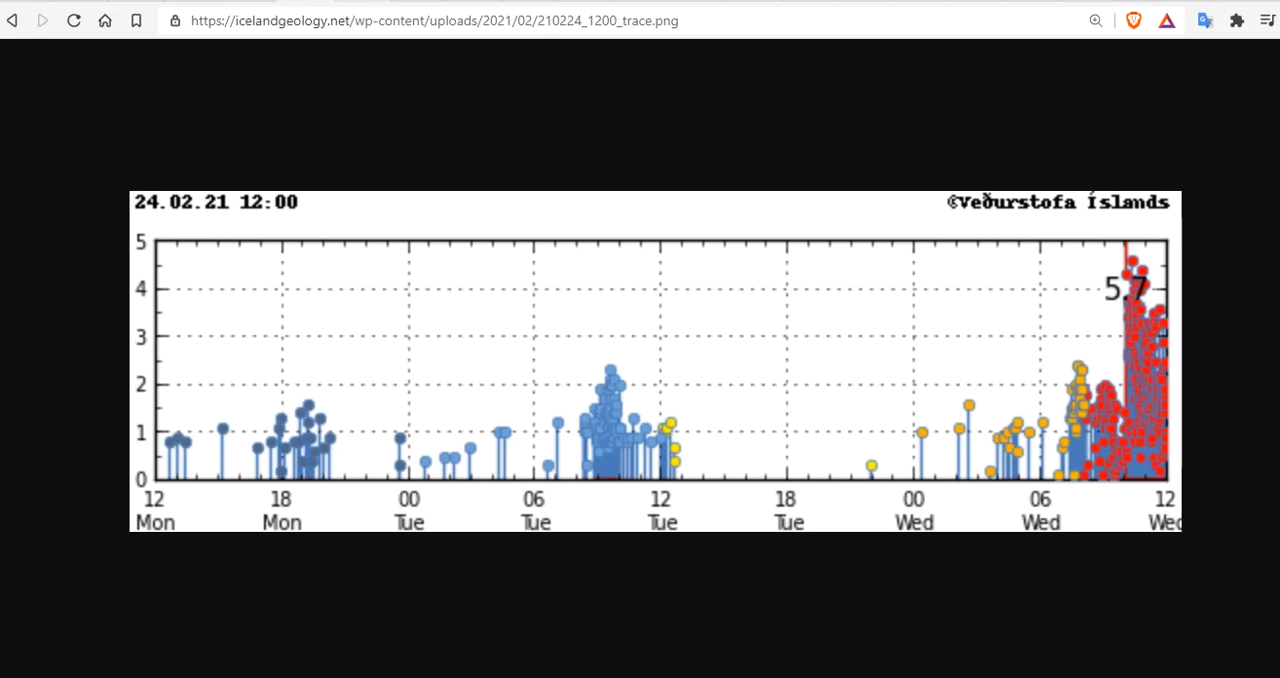 https://icelandgeology.net/wp-content/uploads/2021/02/210224_1200_trace.png
24.02.21 12:00
©Veðurstofa Íslands
5
4
5.7
3
2
1
0
12 18 00 06 12 18 00 06 12
Mon Mon Tue Tue Tue Tue Wed Wed Wed